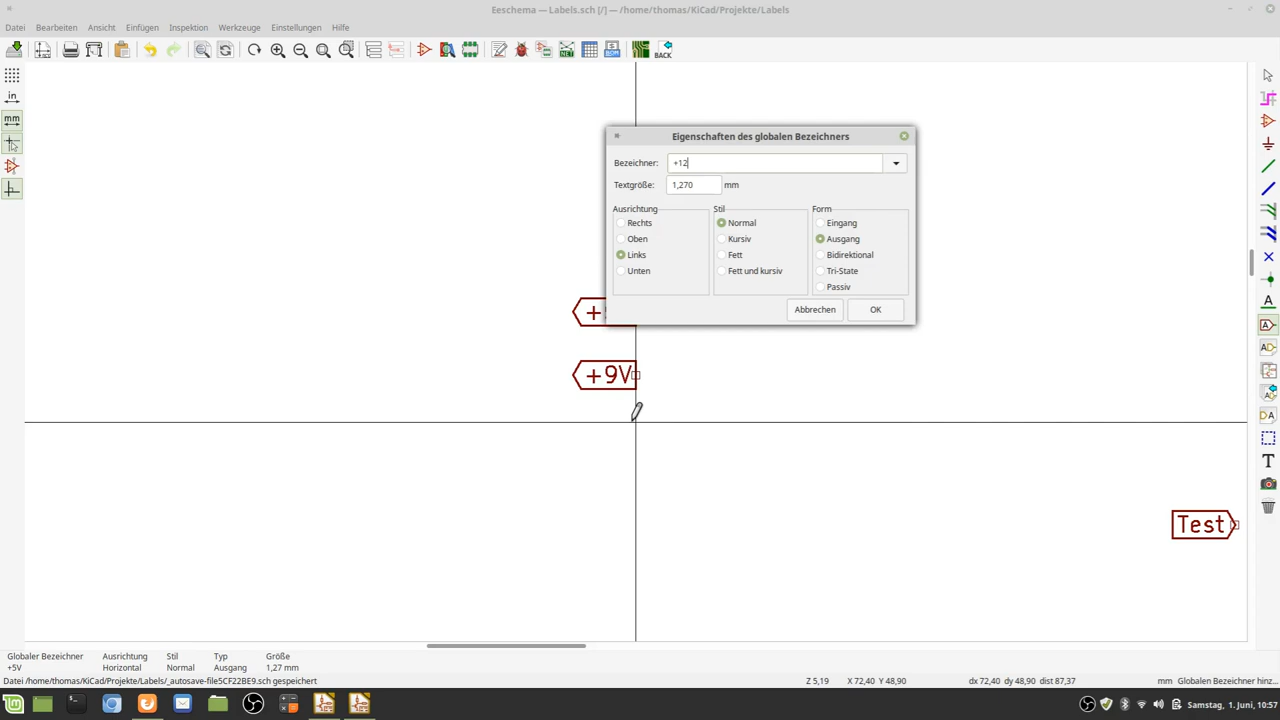 Eeschema — Labels.sch [/] — /home/thomas/KiCad/Projekte/Labels
Datei Bearbeiten Ansicht Einfügen Inspektion Werkzeuge Einstellungen Hilfe
NET
BOM
BACK
in
mm
Eigenschaften des globalen Bezeichners
Bezeichner: +12
Textgröße: 1,270 mm
Ausrichtung Stil Form
Rechts Normal Eingang
Oben Kursiv Ausgang
Links Fett Bidirektional
Unten Fett und kursiv Tri-State
Passiv
Abbrechen OK
+
+9V
Test
A
A
A
A
A
T
Globaler Bezeichner Ausrichtung Stil Typ Größe
+5V Horizontal Normal Ausgang 1,27 mm
Datei /home/thomas/KiCad/Projekte/Labels/_autosave-file5CF22BE9.sch gespeichert Z 5,19 X 72,40 Y 48,90 dx 72,40 dy 48,90 dist 87,37 mm Globalen Bezeichner hinz...
Samstag, 1. Juni, 10:57